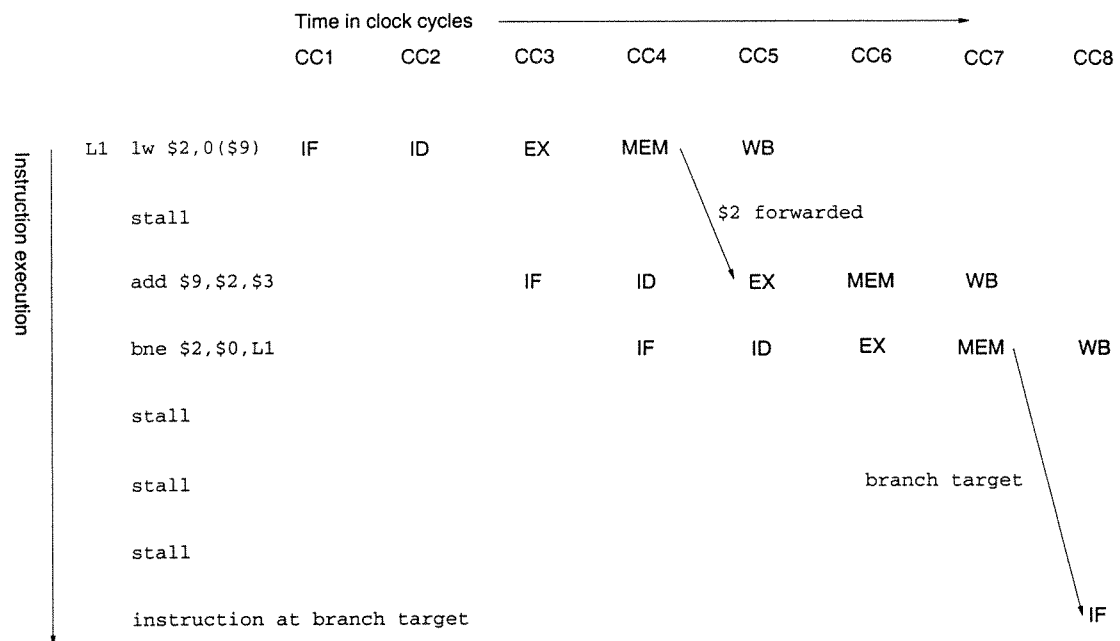 Time in clock cycles
CC1 CC2 CC3 CC4 CC5 CC6 CC7 CC8
Instruction execution
L1 lw $2,0($9) IF ID EX MEM WB
stall $2 forwarded
add $9,$2,$3 IF ID EX MEM WB
bne $2,$0,L1 IF ID EX MEM WB
stall
stall branch target
stall
instruction at branch target IF